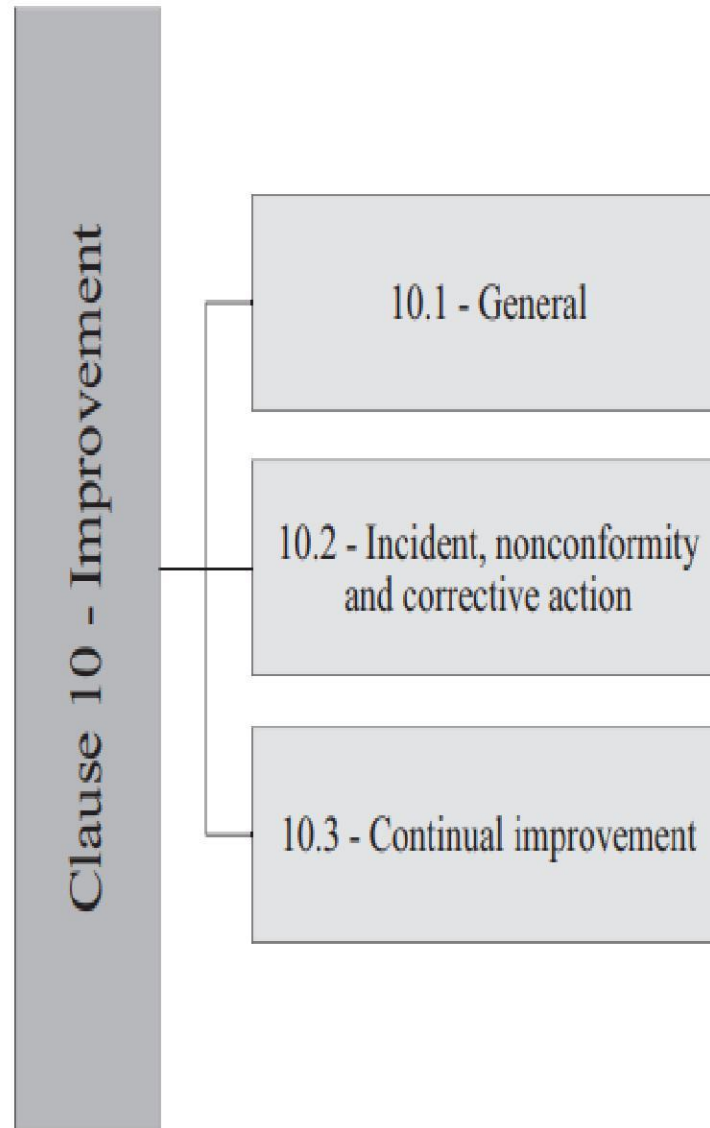 Clause 10 - Improvement
10.1 - General
10.2 - Incident, nonconformity
and corrective action
10.3 - Continual improvement